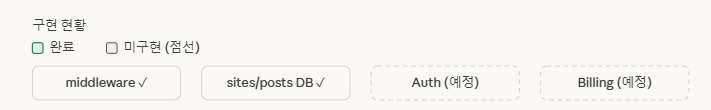 구현 현황
완료 미구현 (점선)
middleware ✓ sites/posts DB ✓ Auth (예정) Billing (예정)